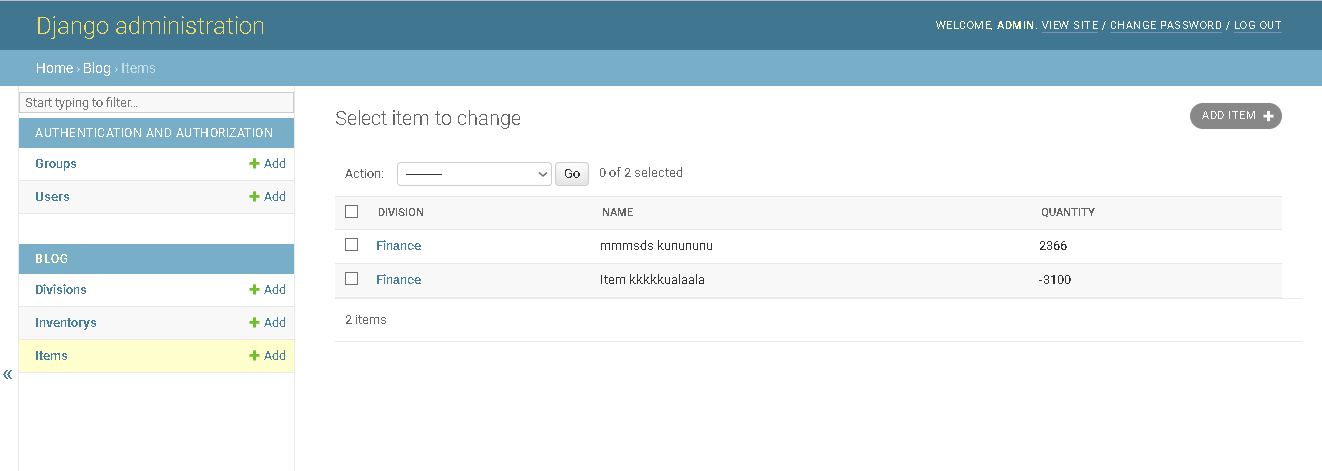 Django administration
WELCOME, ADMIN. VIEW SITE / CHANGE PASSWORD / LOG OUT
Home › Blog › Items
Start typing to filter...
AUTHENTICATION AND AUTHORIZATION
Groups + Add
Users + Add
BLOG
Divisions + Add
Inventorys + Add
Items + Add
«
Select item to change
ADD ITEM +
Action: --------- Go 0 of 2 selected
DIVISION NAME QUANTITY
Finance mmmsds kunununu 2366
Finance Item kkkkkualaala -3100
2 items